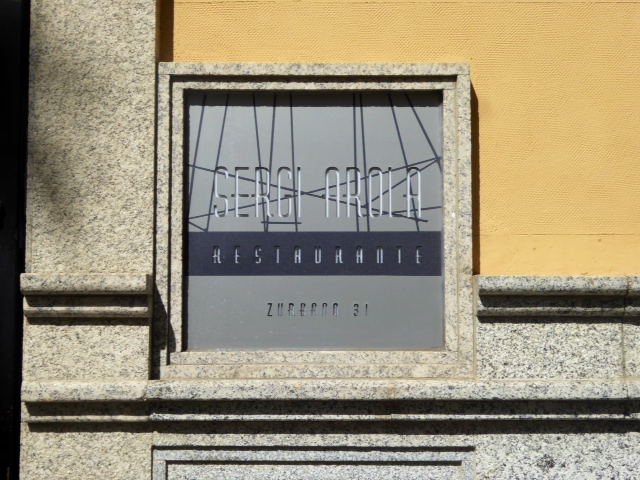 SERGI AROLA
RESTAURANTE
ZURBANO 31